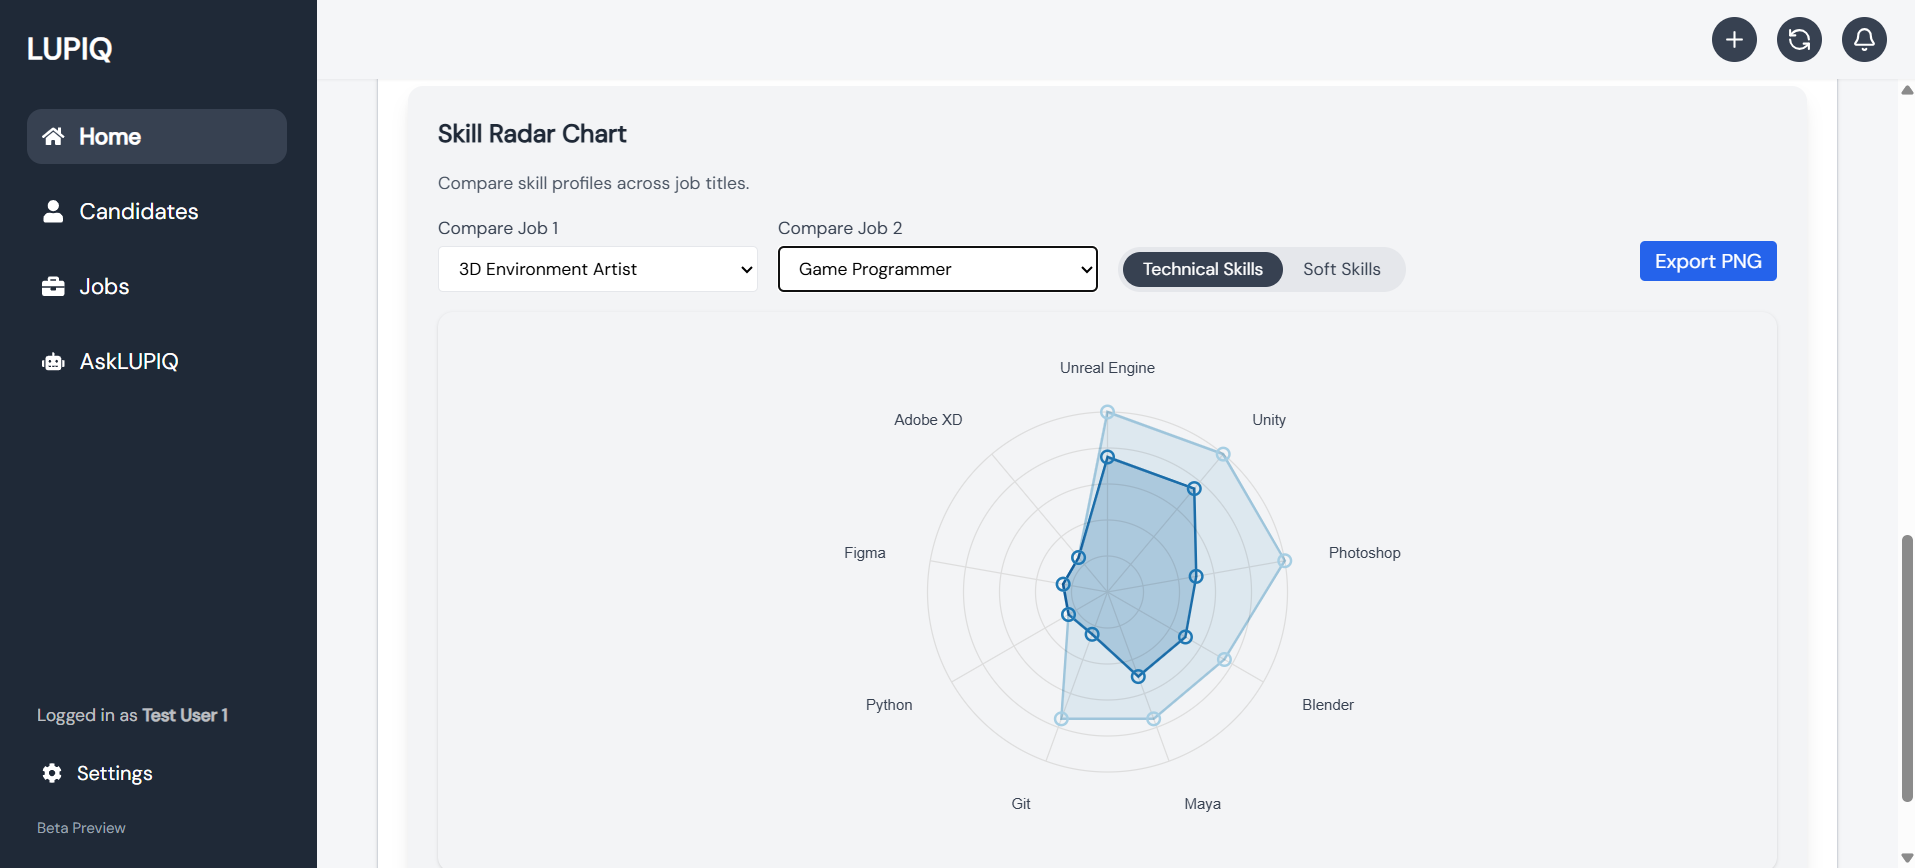 LUPIQ
Home
Candidates
Jobs
AskLUPIQ
Logged in as Test User 1
Settings
Beta Preview
Skill Radar Chart
Compare skill profiles across job titles.
Compare Job 1
Compare Job 2
3D Environment Artist
Game Programmer
Technical Skills
Soft Skills
Export PNG
Unreal Engine
Adobe XD
Unity
Figma
Photoshop
Python
Blender
Git
Maya